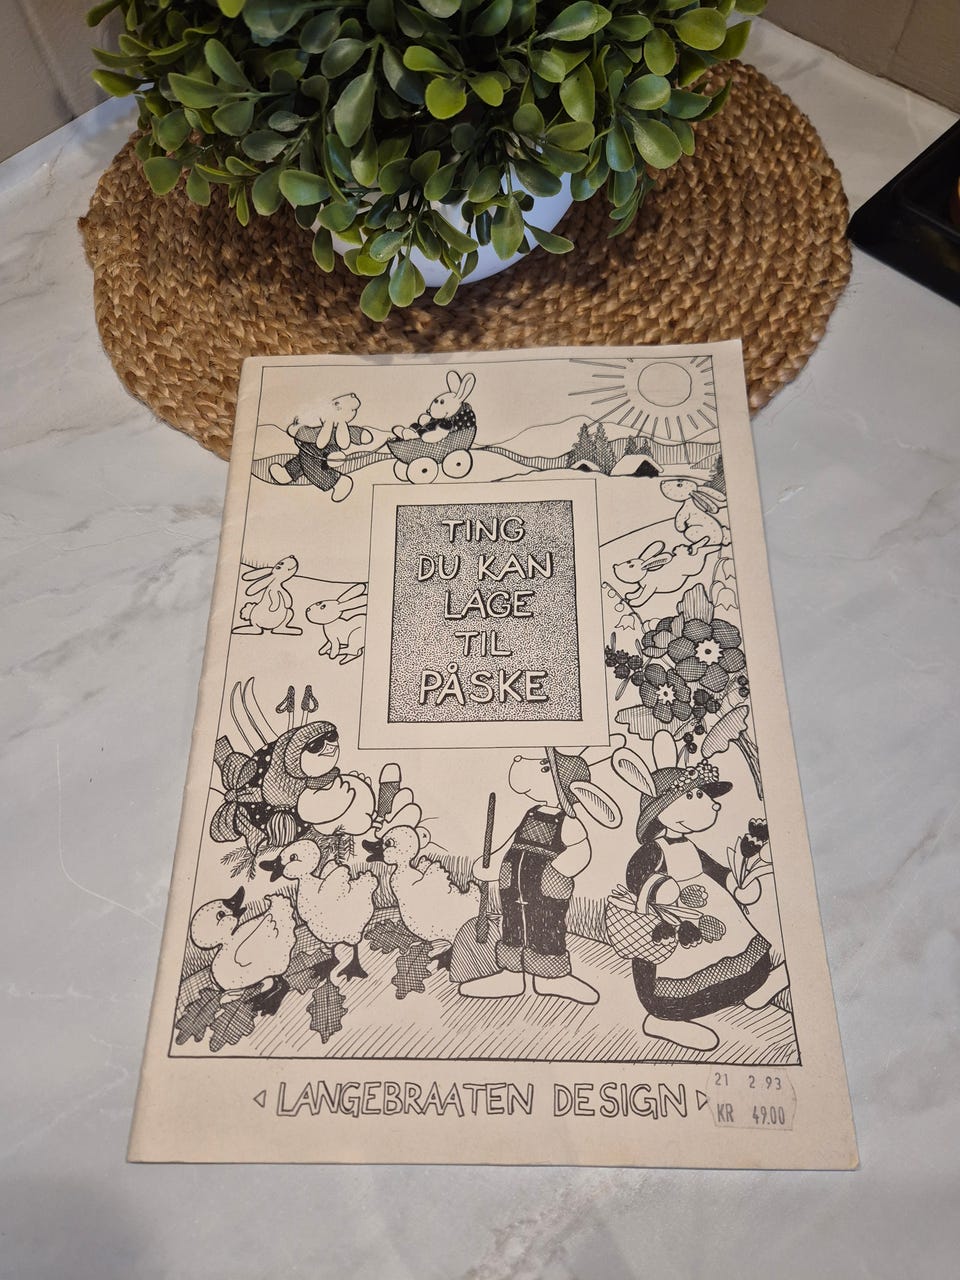 TING
DU KAN
LAGE
TIL
PÅSKE
LANGEBRAATEN DESIGN
21 2 93
KR 49.00